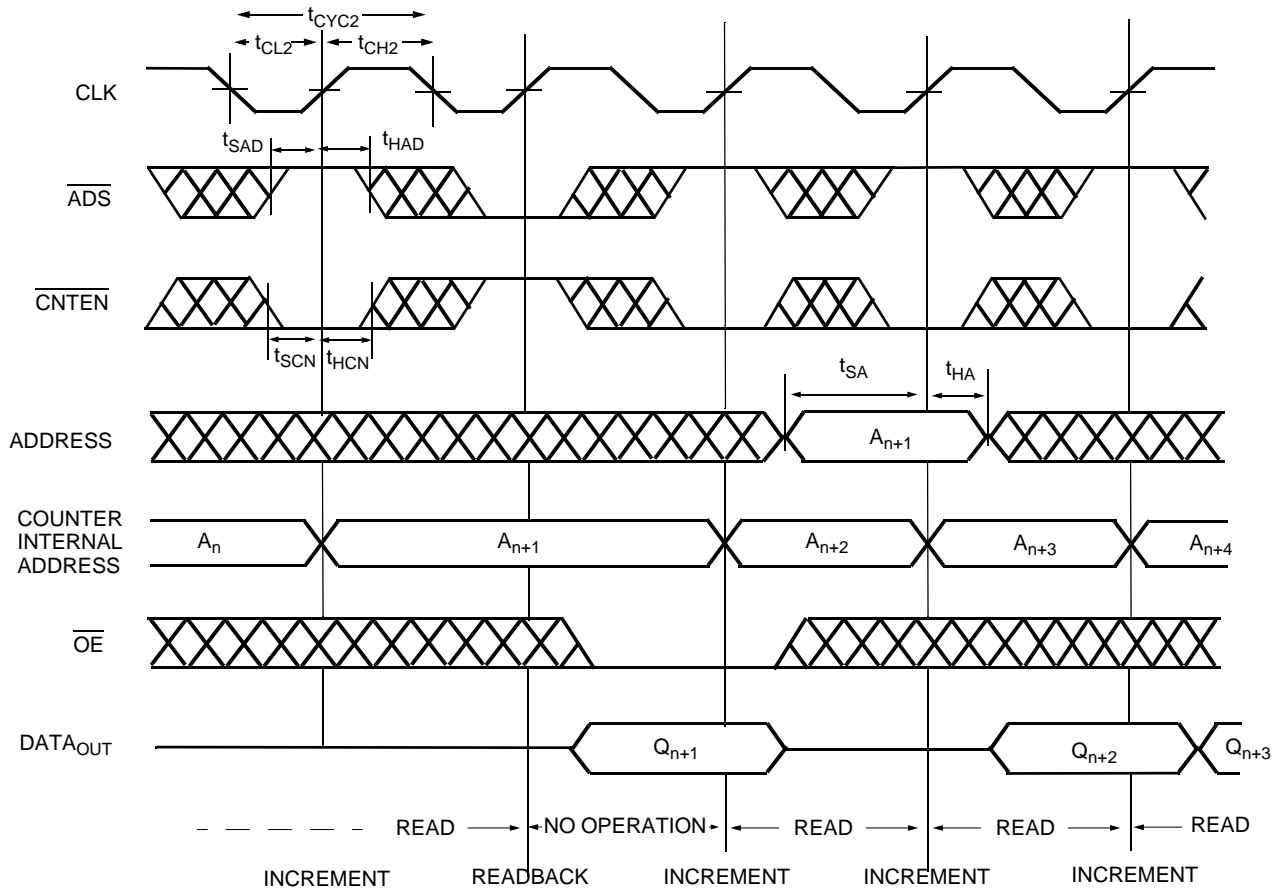 tCYC2
tCL2 tCH2
CLK
tSAD tHAD
ADS
CNTEN
tSCN tHCN
tSA tHA
ADDRESS An+1
COUNTER
INTERNAL
ADDRESS
An An+1 An+2 An+3 An+4
OE
DATAOUT Qn+1 Qn+2 Qn+3
READ NO OPERATION READ READ READ
INCREMENT READBACK INCREMENT INCREMENT INCREMENT